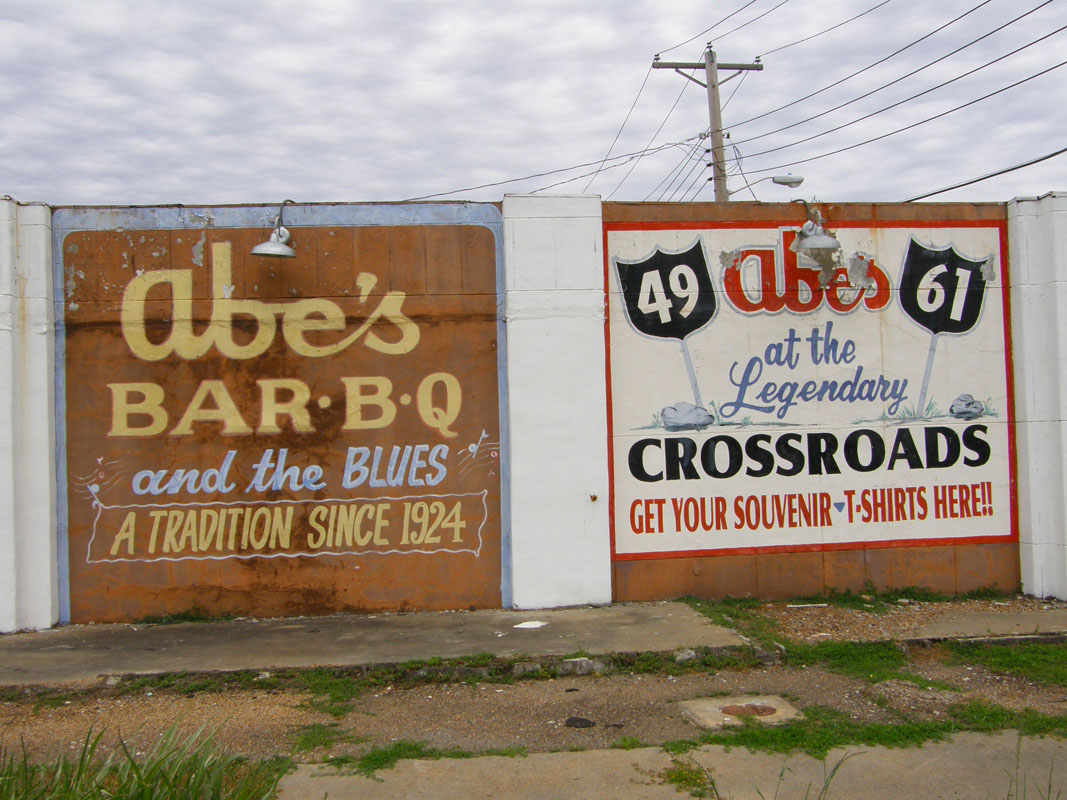 abe's
BAR·B·Q
and the BLUES
A TRADITION SINCE 1924
49 abe's 61
at the
Legendary
CROSSROADS
GET YOUR SOUVENIR T-SHIRTS HERE!!